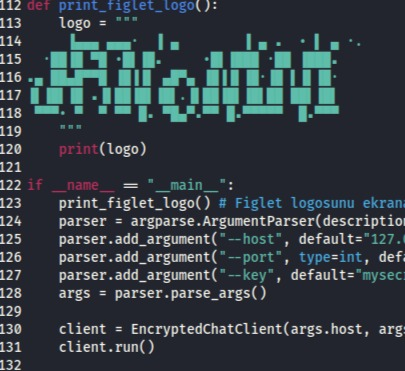 112 def print_figlet_logo():
113 logo = """
114
115
116
117
118
119 """
120 print(logo)
121
122 if __name__ == "__main__":
123 print_figlet_logo() # Figlet logosunu ekran
124 parser = argparse.ArgumentParser(description
125 parser.add_argument("--host", default="127.
126 parser.add_argument("--port", type=int, defa
127 parser.add_argument("--key", default="mysec
128 args = parser.parse_args()
129
130 client = EncryptedChatClient(args.host, arg
131 client.run()
132